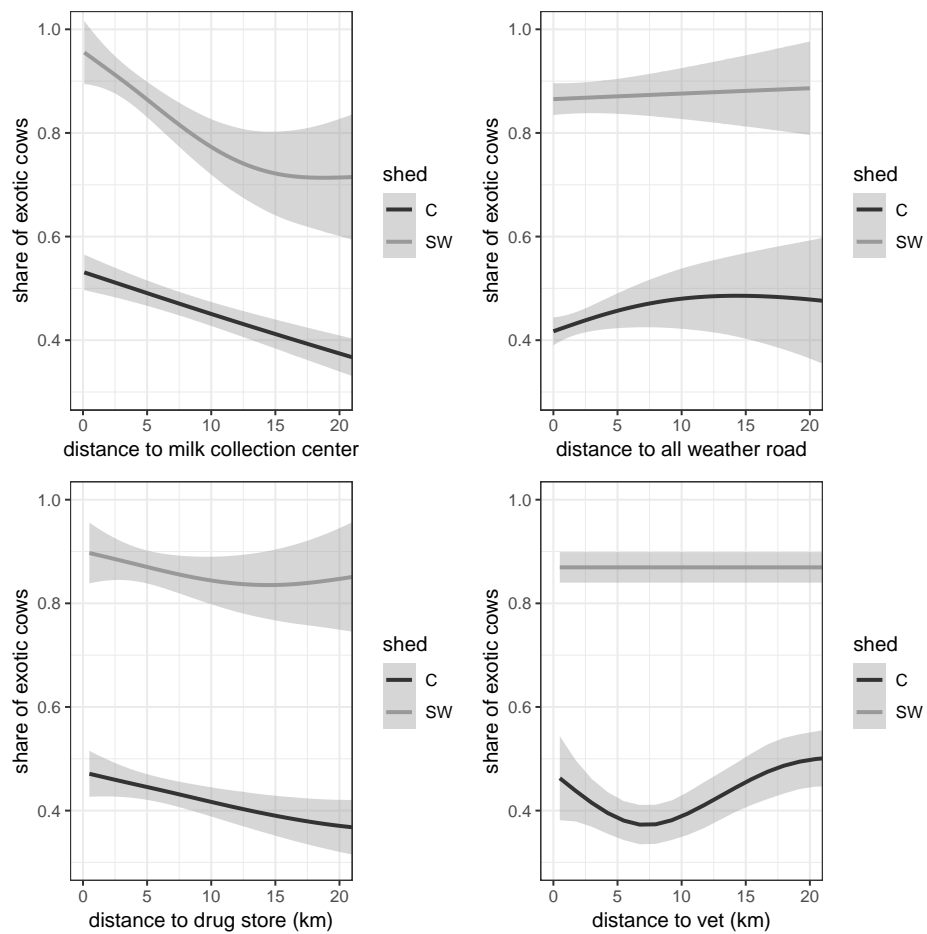 share of exotic cows
1.0
0.8
0.6
0.4
0 5 10 15 20
distance to milk collection center
shed
C
SW
share of exotic cows
1.0
0.8
0.6
0.4
0 5 10 15 20
distance to all weather road
shed
C
SW
share of exotic cows
1.0
0.8
0.6
0.4
0 5 10 15 20
distance to drug store (km)
shed
C
SW
share of exotic cows
1.0
0.8
0.6
0.4
0 5 10 15 20
distance to vet (km)
shed
C
SW